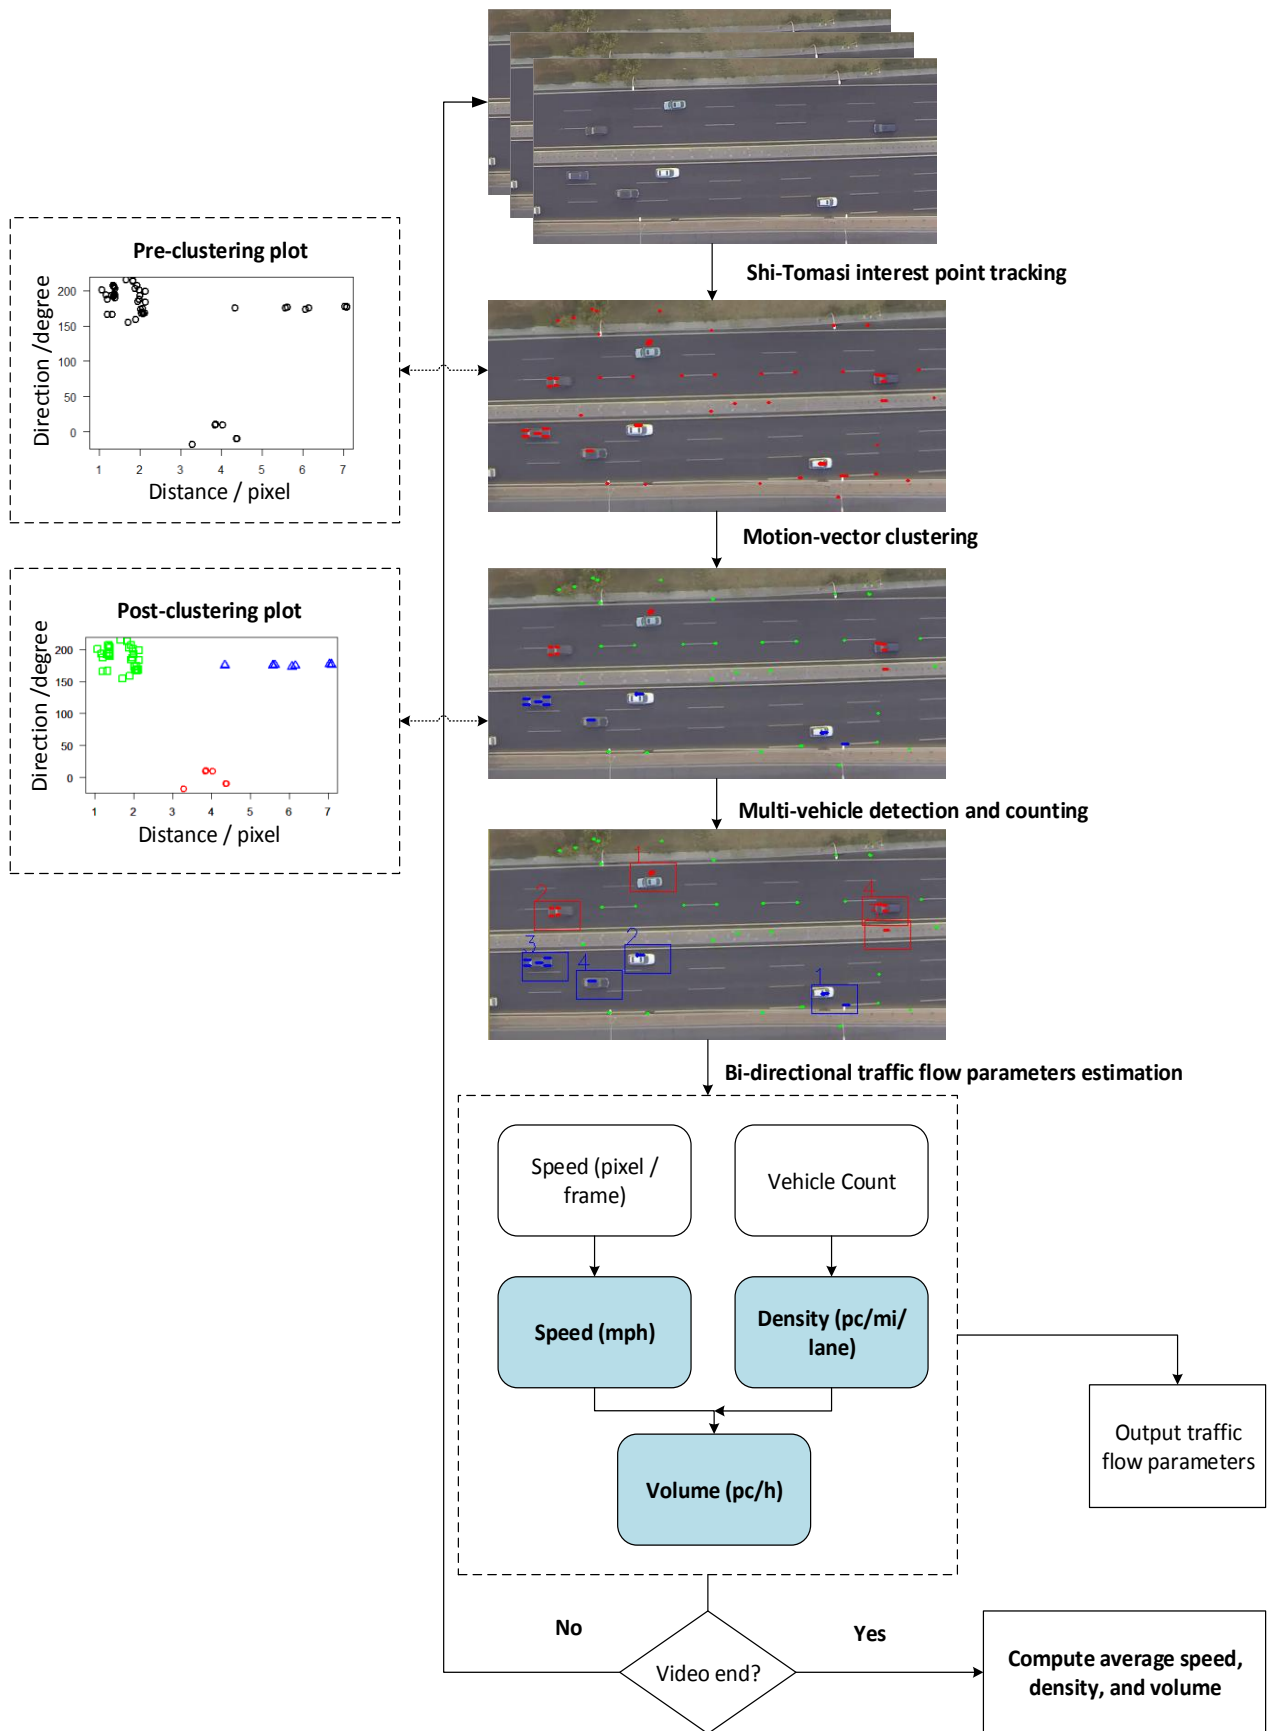 Shi-Tomasi interest point tracking
Pre-clustering plot
Direction /degree
200
150
100
50
0
1 2 3 4 5 6 7
Distance / pixel
Motion-vector clustering
Post-clustering plot
Direction /degree
200
150
100
50
0
1 2 3 4 5 6 7
Distance / pixel
Multi-vehicle detection and counting
1
2
4
3
2
4
1
Bi-directional traffic flow parameters estimation
Speed (pixel /
frame)
Vehicle Count
Speed (mph)
Density (pc/mi/
lane)
Volume (pc/h)
Output traffic
flow parameters
No
Yes
Video end?
Compute average speed,
density, and volume